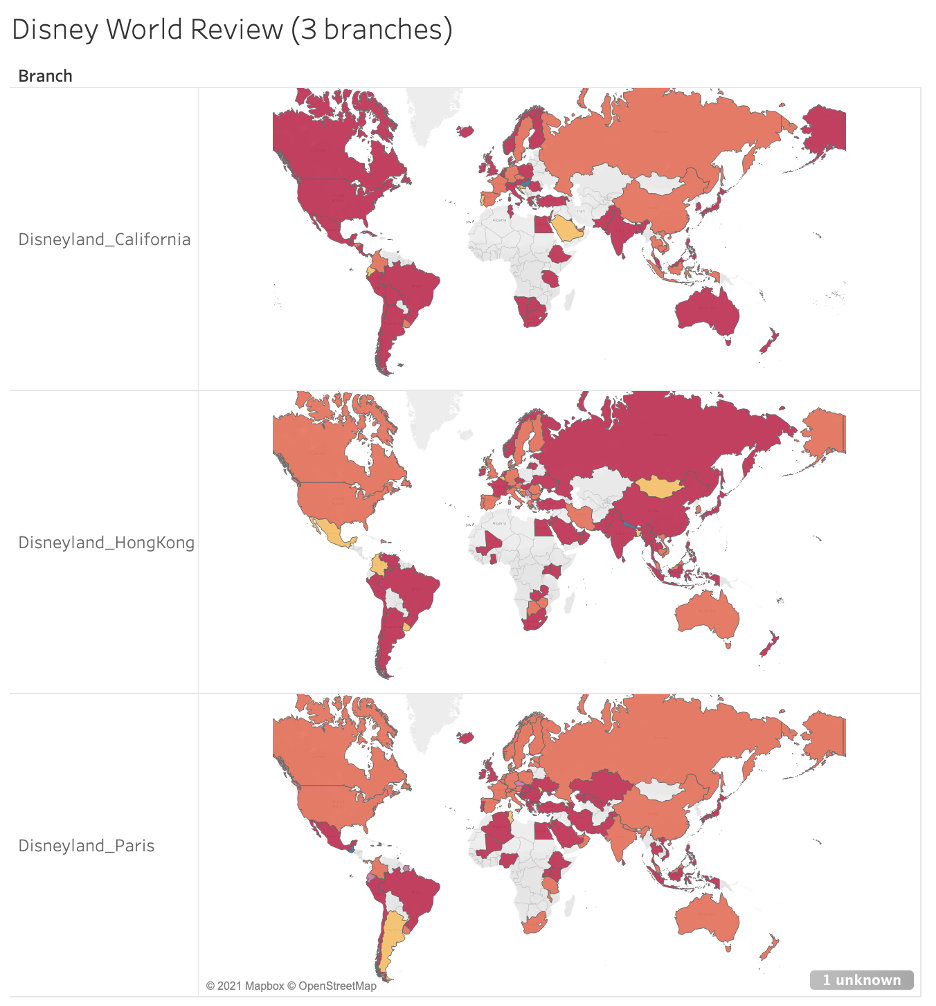 Disney World Review (3 branches)
Branch
Disneyland_California
Disneyland_HongKong
Disneyland_Paris
© 2021 Mapbox © OpenStreetMap
1 unknown